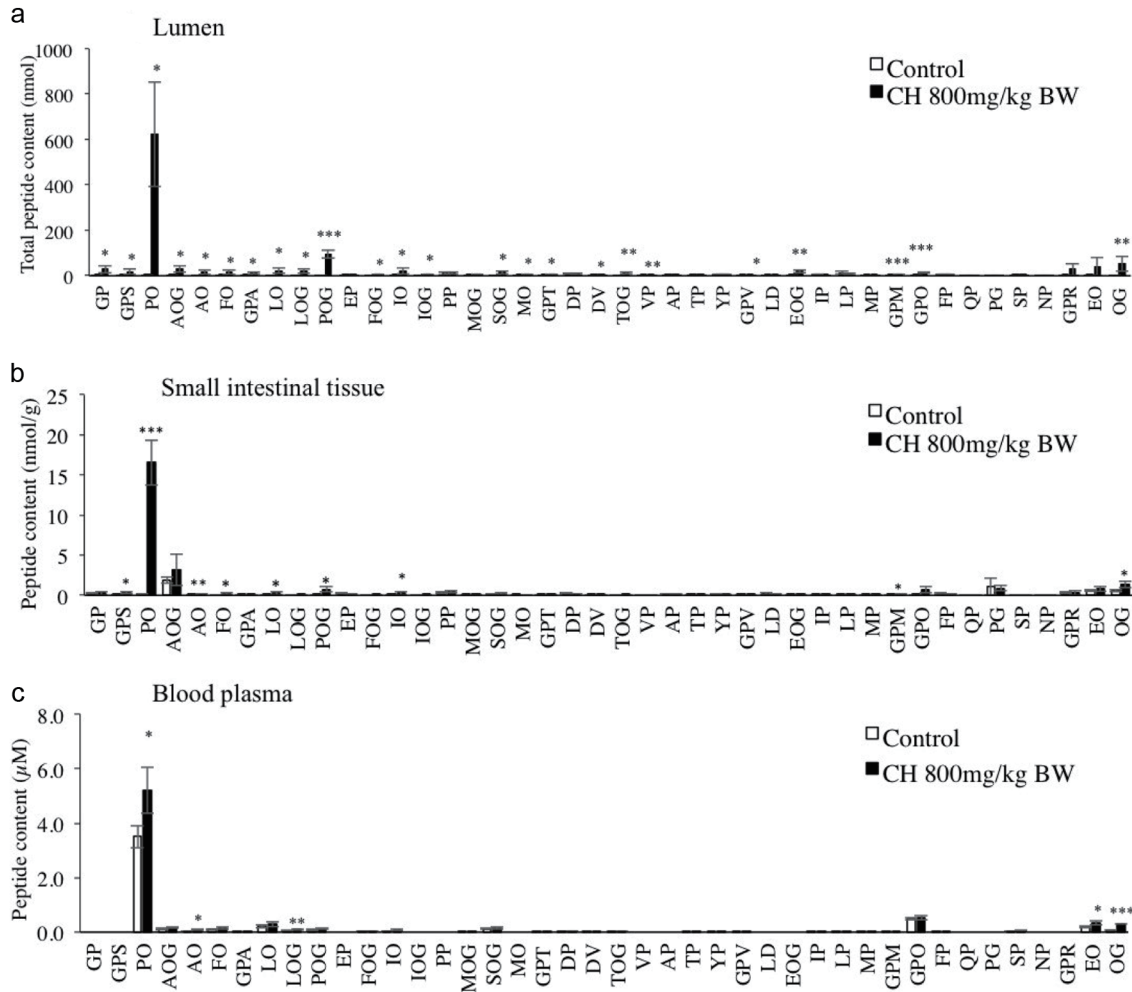 a
Lumen
Total peptide content (nmol)
1000
800
600
400
200
0
Control
CH 800mg/kg BW
* * * * * * * * * *** * * * * * * * ** ** * ** *** *** **
GP GPS PO AOG AO FO GPA LO LOG POG EP FOG IO IOG PP MOG SOG MO GPT DP DV TOG VP AP TP YP GPV LD EOG IP LP MP GPM GPO FP QP PG SP NP GPR EO OG
b
Small intestinal tissue
Peptide content (nmol/g)
25
20
15
10
5
0
Control
CH 800mg/kg BW
* *** ** * * * * * *
GP GPS PO AOG AO FO GPA LO LOG POG EP FOG IO IOG PP MOG SOG MO GPT DP DV TOG VP AP TP YP GPV LD EOG IP LP MP GPM GPO FP QP PG SP NP GPR EO OG
c
Blood plasma
Peptide content (µM)
8.0
6.0
4.0
2.0
0.0
Control
CH 800mg/kg BW
* * ** * ***
GP GPS PO AOG AO FO GPA LO LOG POG EP FOG IO IOG PP MOG SOG MO GPT DP DV TOG VP AP TP YP GPV LD EOG IP LP MP GPM GPO FP QP PG SP NP GPR EO OG